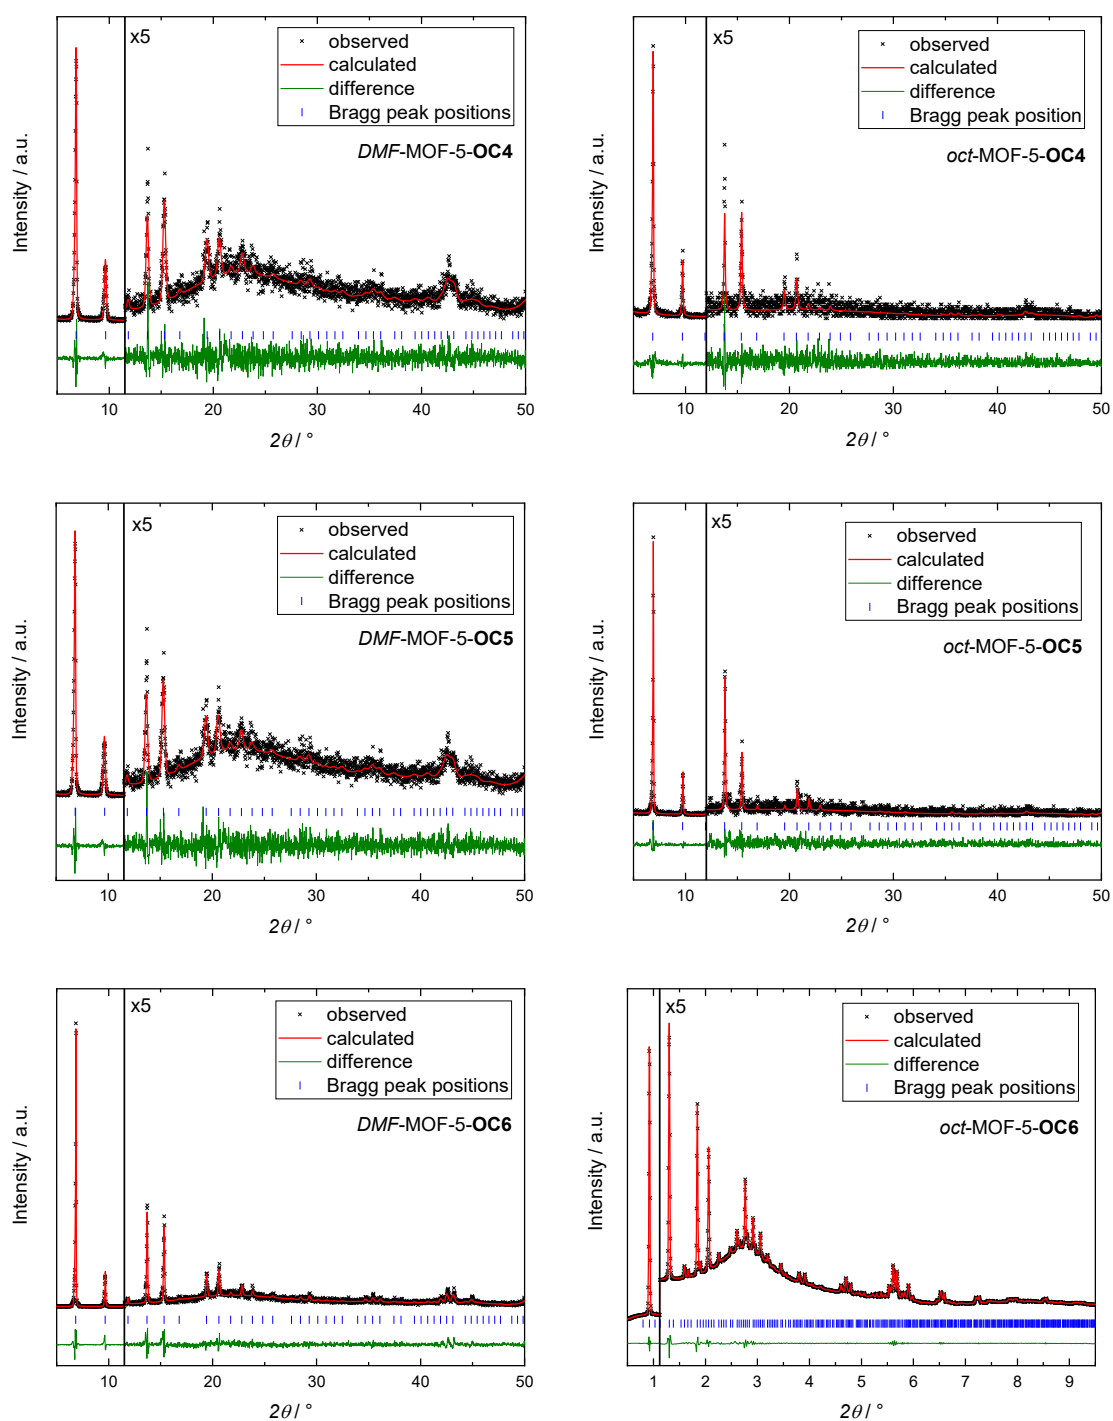 x5
observed
calculated
difference
Bragg peak positions
DMF-MOF-5-OC4
Intensity / a.u.
10 20 30 40 50
2θ / °
x5
observed
calculated
difference
Bragg peak position
oct-MOF-5-OC4
Intensity / a.u.
10 20 30 40 50
2θ / °
x5
observed
calculated
difference
Bragg peak positions
DMF-MOF-5-OC5
Intensity / a.u.
10 20 30 40 50
2θ / °
x5
observed
calculated
difference
Bragg peak positions
oct-MOF-5-OC5
Intensity / a.u.
10 20 30 40 50
2θ / °
x5
observed
calculated
difference
Bragg peak positions
DMF-MOF-5-OC6
Intensity / a.u.
10 20 30 40 50
2θ / °
x5
observed
calculated
difference
Bragg peak positions
oct-MOF-5-OC6
Intensity / a.u.
1 2 3 4 5 6 7 8 9
2θ / °